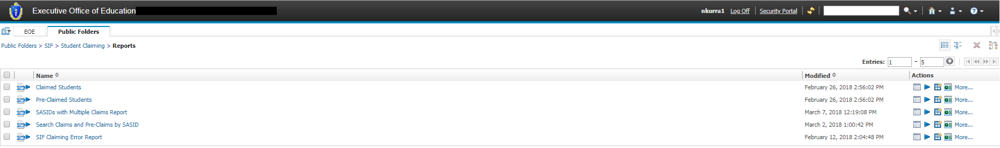 Executive Office of Education nkurra1 Log Off Security Portal
EOE Public Folders
Public Folders > SIF > Student Claiming > Reports
Entries: 1 - 5
Name Modified Actions
Claimed Students February 26, 2018 2:56:02 PM More...
Pre-Claimed Students February 26, 2018 2:56:02 PM More...
SASIDs with Multiple Claims Report March 7, 2018 12:19:08 PM More...
Search Claims and Pre-Claims by SASID March 2, 2018 1:00:42 PM More...
SIF Claiming Error Report February 12, 2018 2:04:48 PM More...